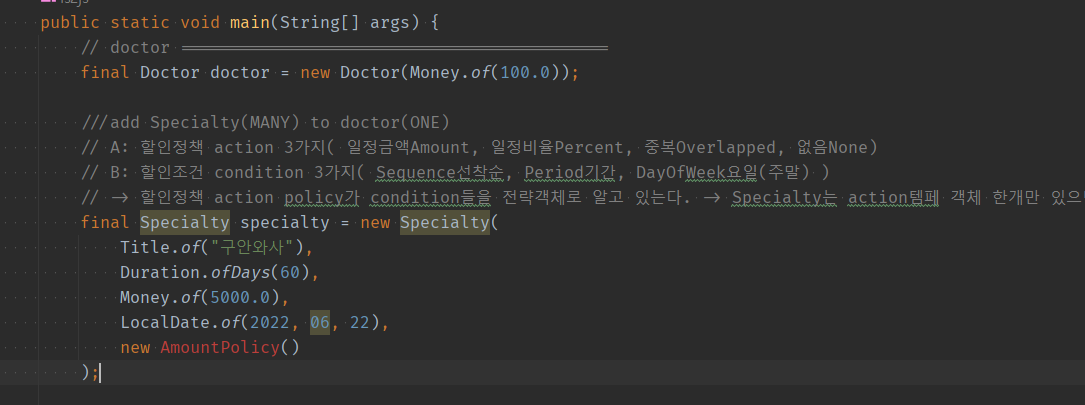 public static void main(String[] args) {
// doctor ==========================================
final Doctor doctor = new Doctor(Money.of(100.0));
///add Specialty(MANY) to doctor(ONE)
// A: 할인정책 action 3가지( 일정금액Amount, 일정비율Percent, 중복Overlapped, 없음None)
// B: 할인조건 condition 3가지( Sequence선착순, Period기간, DayOfWeek요일(주말) )
// -> 할인정책 action policy가 condition들을 전략객체로 알고 있는다. -> Specialty는 action템페 객체 한개만 있으
final Specialty specialty = new Specialty(
Title.of("구안와사"),
Duration.ofDays(60),
Money.of(5000.0),
LocalDate.of(2022, 06, 22),
new AmountPolicy()
);